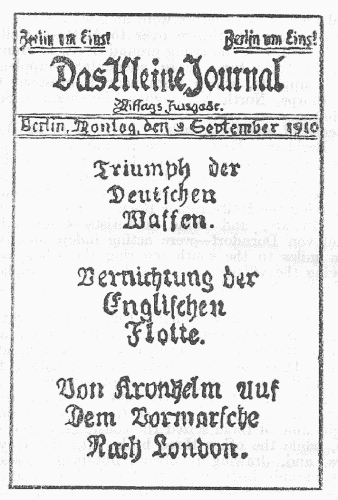 Berlin um Eins! Berlin um Eins!
Das Kleine Journal
Mittags Ausgabe.
Berlin, Montag, den 3 September 1910
Triumph der
Deutschen
Waffen.
Vernichtung der
Englischen
Flotte.
Von Kronhelm auf
Dem Vormarsche
Nach London.